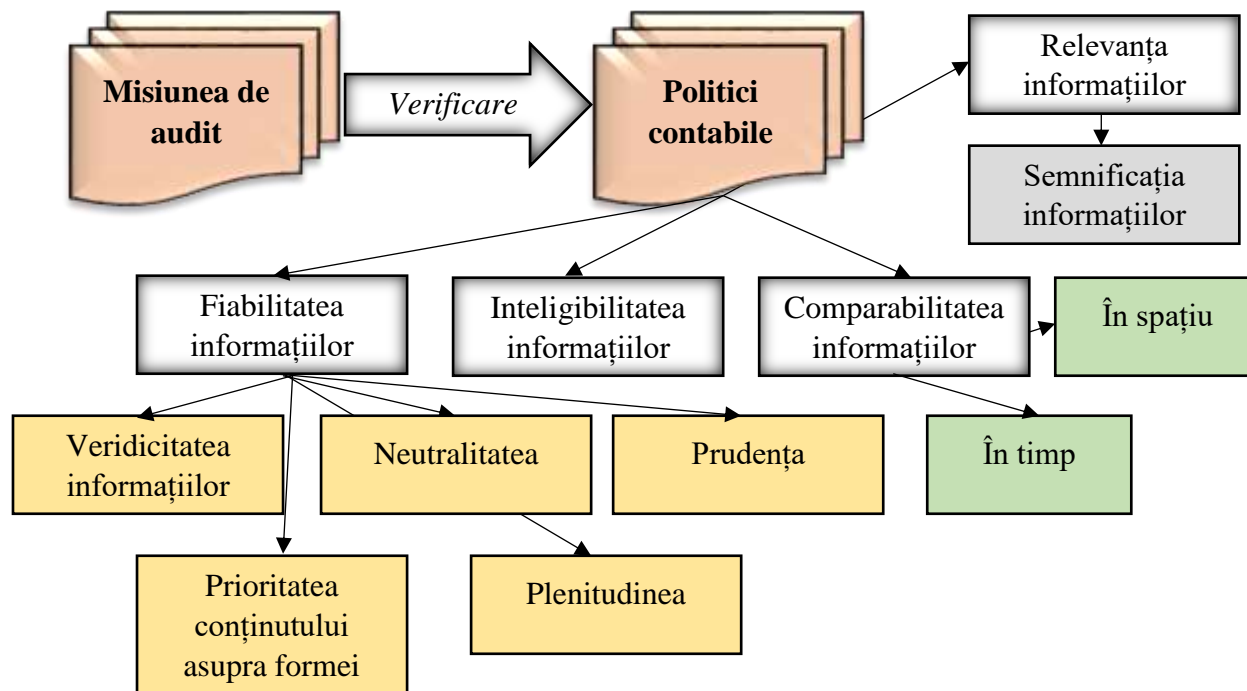 Misiunea de
audit
Verificare
Politici
contabile
Relevanța
informațiilor
Semnificația
informațiilor
Fiabilitatea
informațiilor
Inteligibilitatea
informațiilor
Comparabilitatea
informațiilor
În spațiu
Veridicitatea
informațiilor
Neutralitatea
Prudența
În timp
Prioritatea
conținutului
asupra formei
Plenitudinea